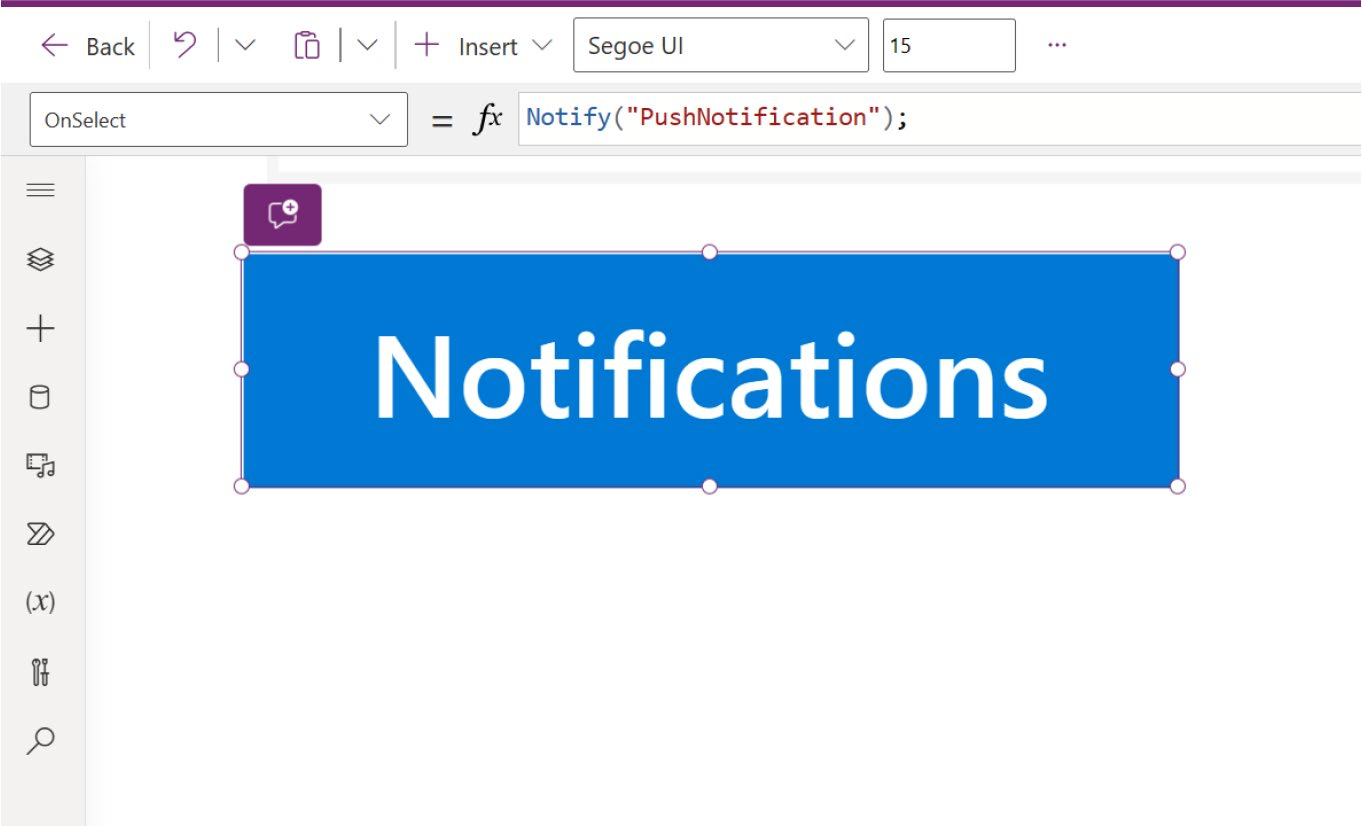 Back
Insert
Segoe UI
15
...
OnSelect
= fx
Notify("PushNotification");
Notifications
(x)